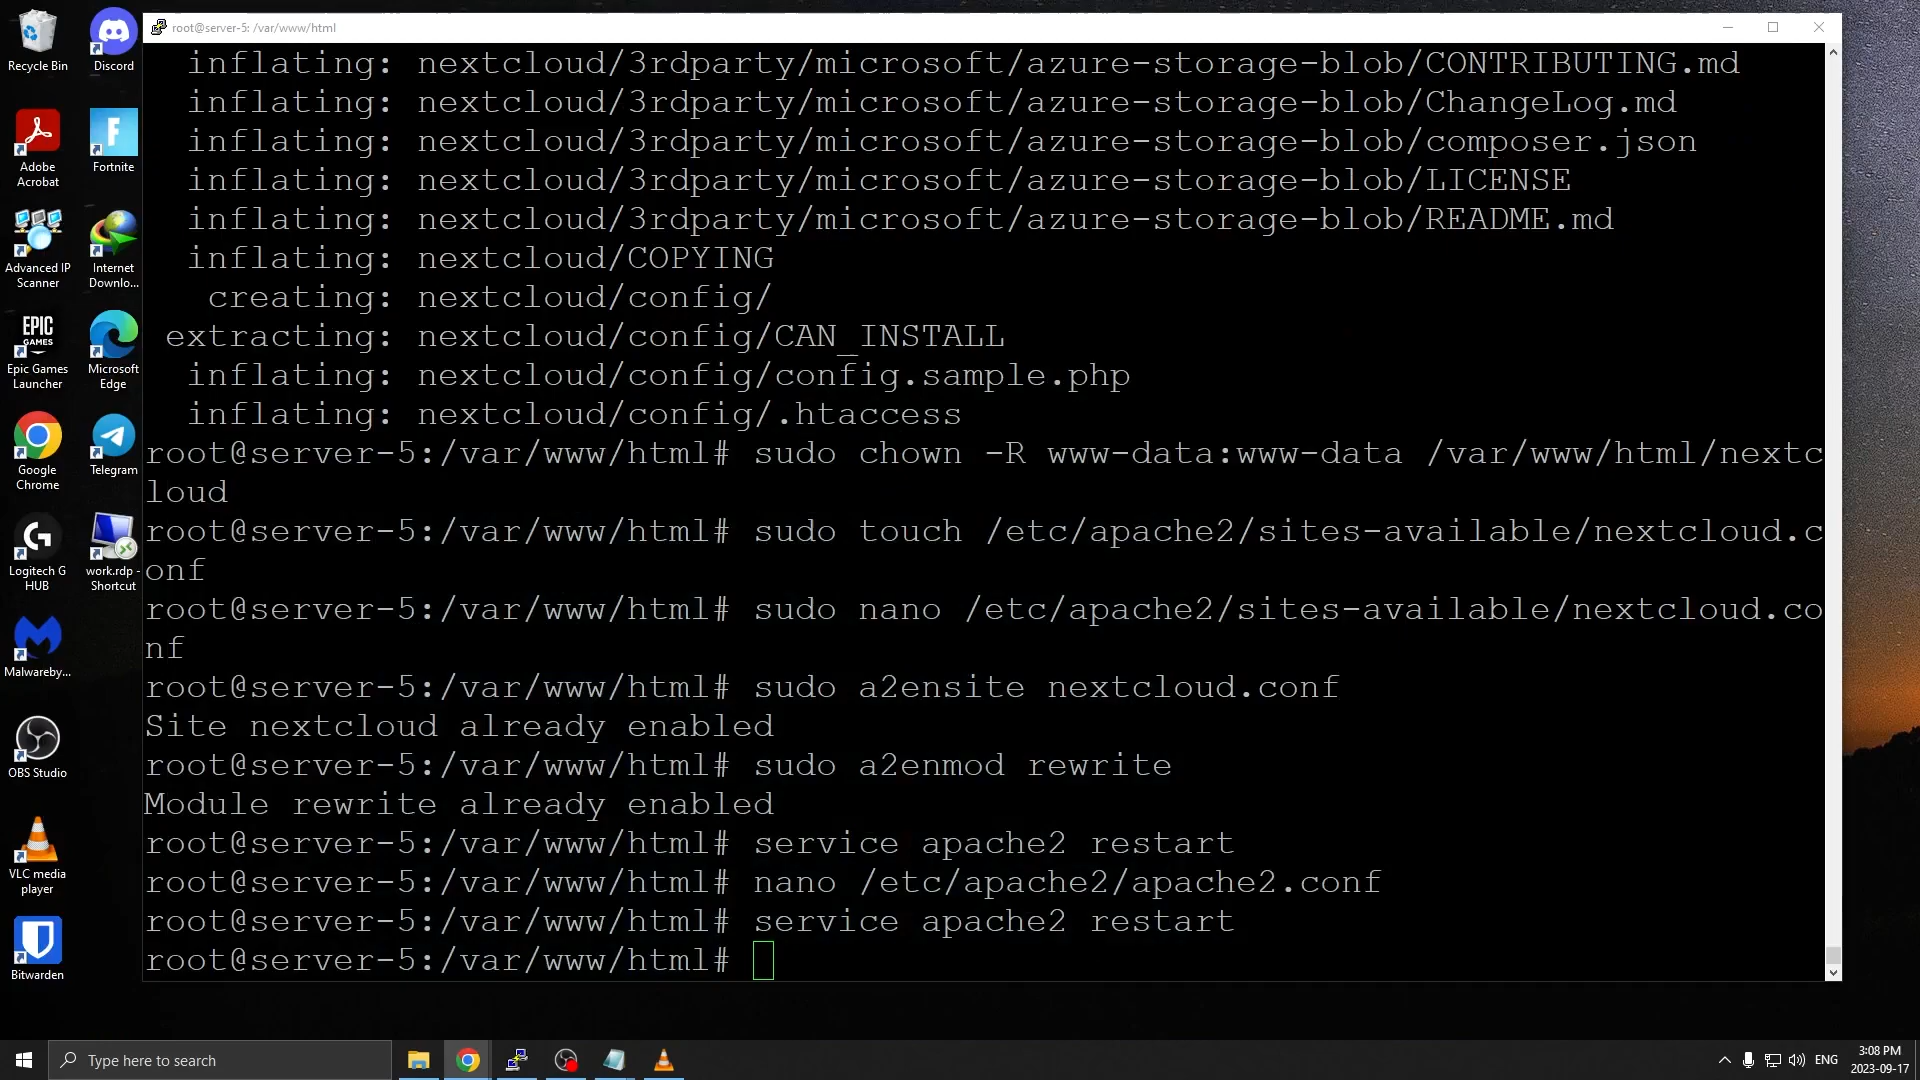 root@server-5: /var/www/html
inflating: nextcloud/3rdparty/microsoft/azure-storage-blob/CONTRIBUTING.md
inflating: nextcloud/3rdparty/microsoft/azure-storage-blob/ChangeLog.md
inflating: nextcloud/3rdparty/microsoft/azure-storage-blob/composer.json
inflating: nextcloud/3rdparty/microsoft/azure-storage-blob/LICENSE
inflating: nextcloud/3rdparty/microsoft/azure-storage-blob/README.md
inflating: nextcloud/COPYING
creating: nextcloud/config/
extracting: nextcloud/config/CAN_INSTALL
inflating: nextcloud/config/config.sample.php
inflating: nextcloud/config/.htaccess
root@server-5:/var/www/html# sudo chown -R www-data:www-data /var/www/html/nextc
loud
root@server-5:/var/www/html# sudo touch /etc/apache2/sites-available/nextcloud.c
onf
root@server-5:/var/www/html# sudo nano /etc/apache2/sites-available/nextcloud.co
nf
root@server-5:/var/www/html# sudo a2ensite nextcloud.conf
Site nextcloud already enabled
root@server-5:/var/www/html# sudo a2enmod rewrite
Module rewrite already enabled
root@server-5:/var/www/html# service apache2 restart
root@server-5:/var/www/html# nano /etc/apache2/apache2.conf
root@server-5:/var/www/html# service apache2 restart
root@server-5:/var/www/html#
Recycle Bin
Discord
Adobe
Acrobat
F
Fortnite
Advanced IP
Scanner
Internet
Downlo...
EPIC
GAMES
Epic Games
Launcher
Microsoft
Edge
Google
Chrome
Telegram
Logitech G
HUB
work.rdp -
Shortcut
Malwareby...
OBS Studio
VLC media
player
Bitwarden
Type here to search
ENG
3:08 PM
2023-09-17